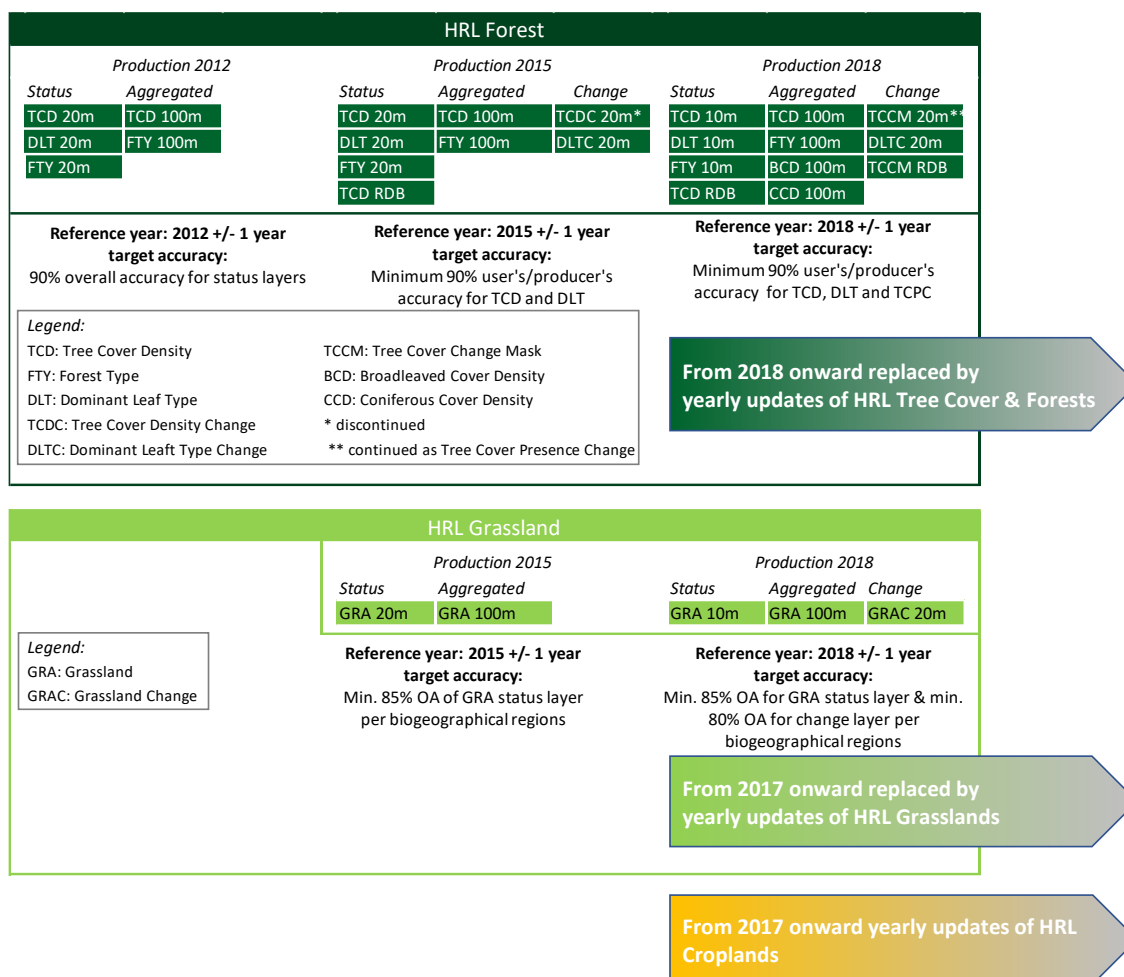 HRL Forest
Production 2012
Production 2015
Production 2018
Status Aggregated
Status Aggregated Change
Status Aggregated Change
TCD 20m TCD 100m
TCD 20m TCD 100m TCDC 20m*
TCD 10m TCD 100m TCCM 20m**
DLT 20m FTY 100m
DLT 20m FTY 100m DLTC 20m
DLT 10m FTY 100m DLTC 20m
FTY 20m
FTY 20m
FTY 10m BCD 100m TCCM RDB
TCD RDB
TCD RDB CCD 100m
Reference year: 2012 +/- 1 year
target accuracy:
90% overall accuracy for status layers
Reference year: 2015 +/- 1 year
target accuracy:
Minimum 90% user's/producer's
accuracy for TCD and DLT
Reference year: 2018 +/- 1 year
target accuracy:
Minimum 90% user's/producer's
accuracy for TCD, DLT and TCPC
Legend:
TCD: Tree Cover Density
FTY: Forest Type
DLT: Dominant Leaf Type
TCDC: Tree Cover Density Change
DLTC: Dominant Leaft Type Change
TCCM: Tree Cover Change Mask
BCD: Broadleaved Cover Density
CCD: Coniferous Cover Density
* discontinued
** continued as Tree Cover Presence Change
From 2018 onward replaced by
yearly updates of HRL Tree Cover & Forests
HRL Grassland
Production 2015
Production 2018
Status Aggregated
Status Aggregated Change
GRA 20m GRA 100m
GRA 10m GRA 100m GRAC 20m
Legend:
GRA: Grassland
GRAC: Grassland Change
Reference year: 2015 +/- 1 year
target accuracy:
Min. 85% OA of GRA status layer
per biogeographical regions
Reference year: 2018 +/- 1 year
target accuracy:
Min. 85% OA for GRA status layer & min.
80% OA for change layer per
biogeographical regions
From 2017 onward replaced by
yearly updates of HRL Grasslands
From 2017 onward yearly updates of HRL
Croplands